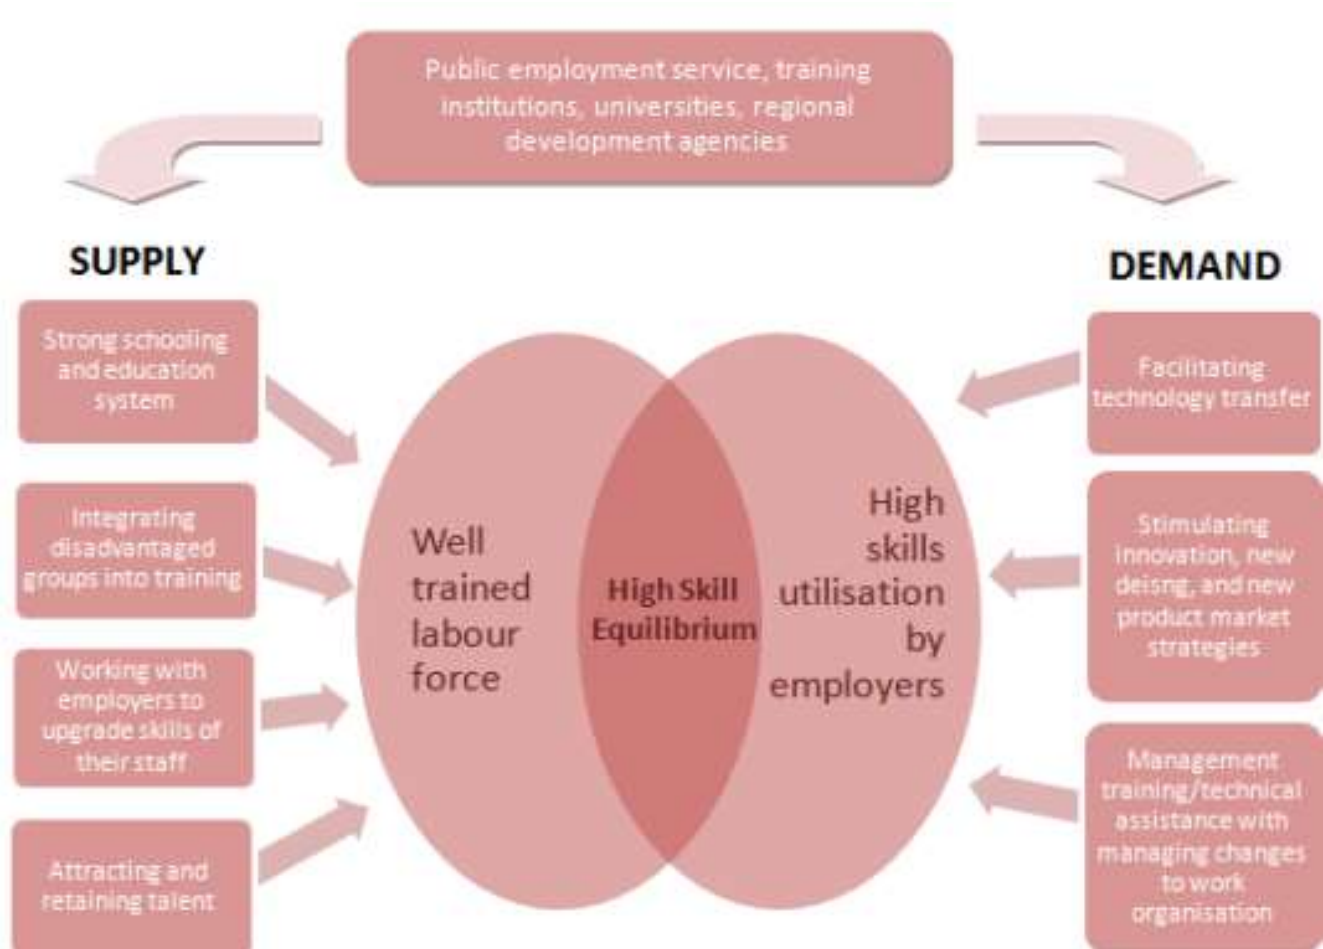 Public employment service, training
institutions, universities, regional
development agencies
SUPPLY
Strong schooling
and education
system
Integrating
disadvantaged
groups into training
Working with
employers to
upgrade skills of
their staff
Attracting and
retaining talent
Well
trained
labour
force
High Skill
Equilibrium
High
skills
utilisation
by
employers
DEMAND
Facilitating
technology transfer
Stimulating
innovation, new
deisng, and new
product market
strategies
Management
training/technical
assistance with
managing changes
to work
organisation